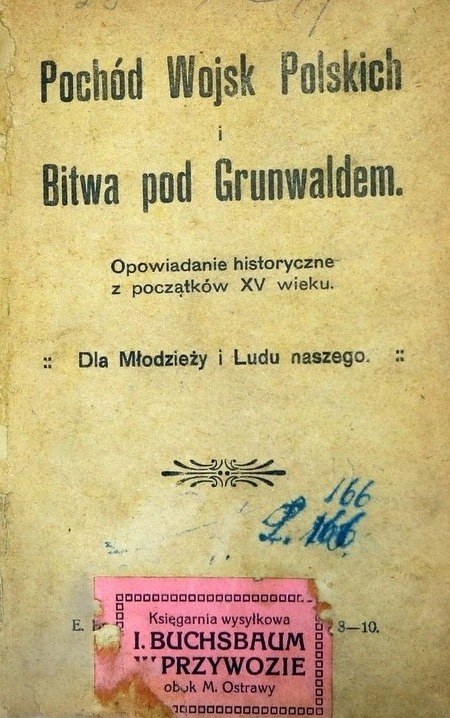 Pochód Wojsk Polskich
i
Bitwa pod Grunwaldem.
Opowiadanie historyczne
z początków XV wieku.
:: Dla Młodzieży i Ludu naszego. ::
166
L. 166
E. 8—10.
Księgarnia wysyłkowa
I. BUCHSBAUM
W PRZYWOZIE
obok M. Ostrawy